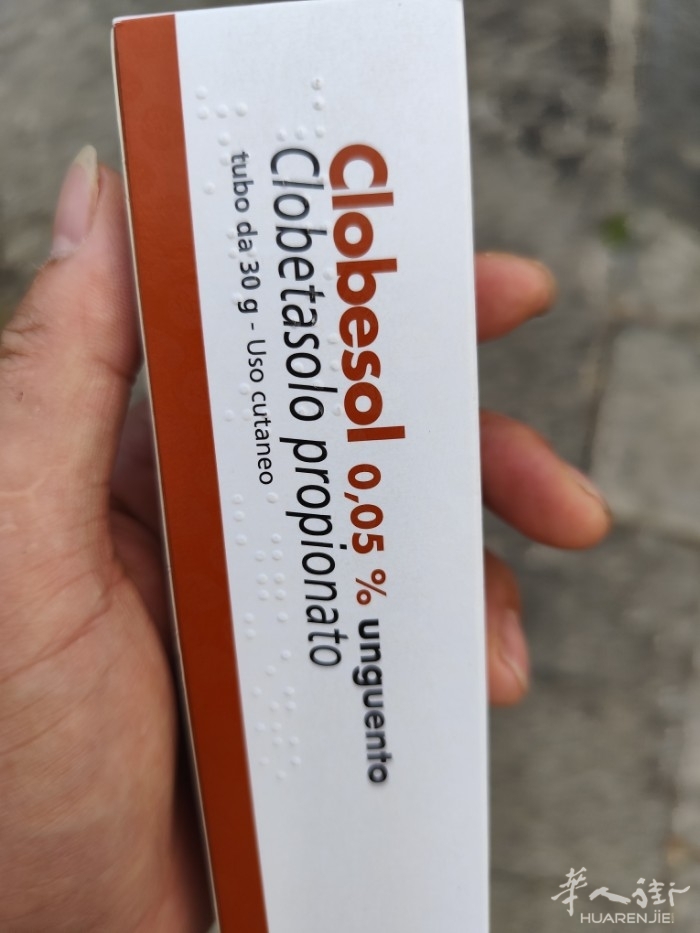 Clobesol 0,05 % unguento
Clobetasolo propionato
tubo da 30 g - Uso cutaneo
華人街
HUARENJIE